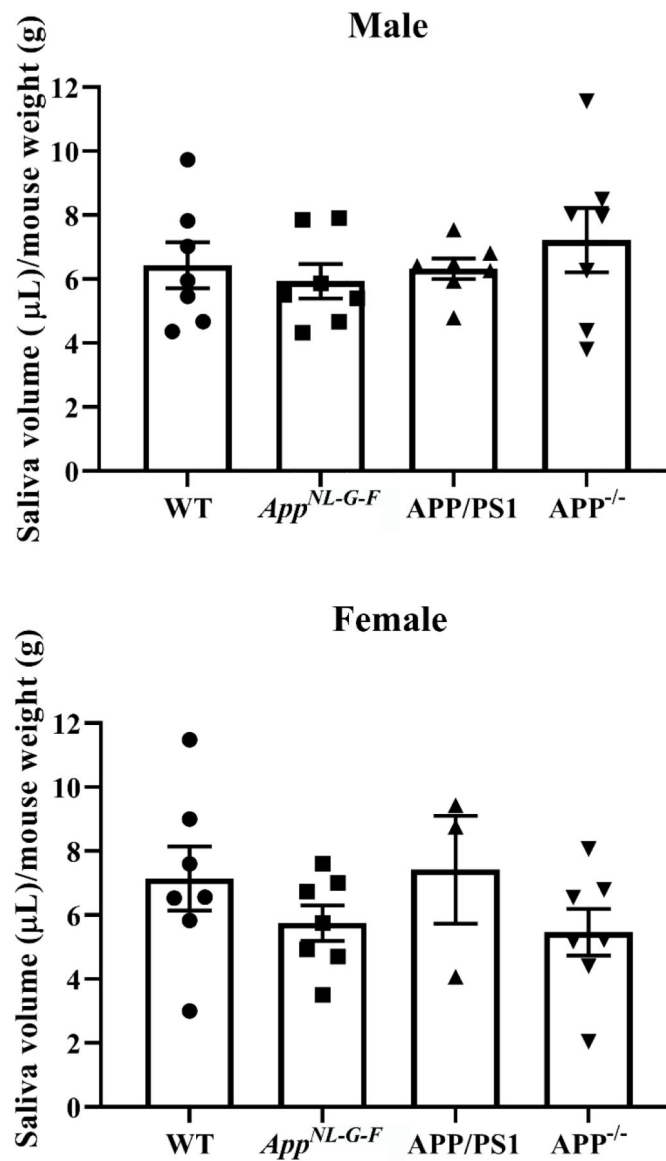 Male
Saliva volume (μL)/mouse weight (g)
12
10
8
6
4
2
0
WT App^NL-G-F APP/PS1 APP^-/-
Female
Saliva volume (μL)/mouse weight (g)
12
10
8
6
4
2
0
WT App^NL-G-F APP/PS1 APP^-/-